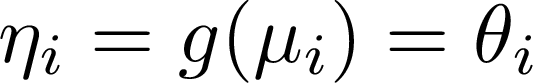 ηᵢ = g(μᵢ) = θᵢ